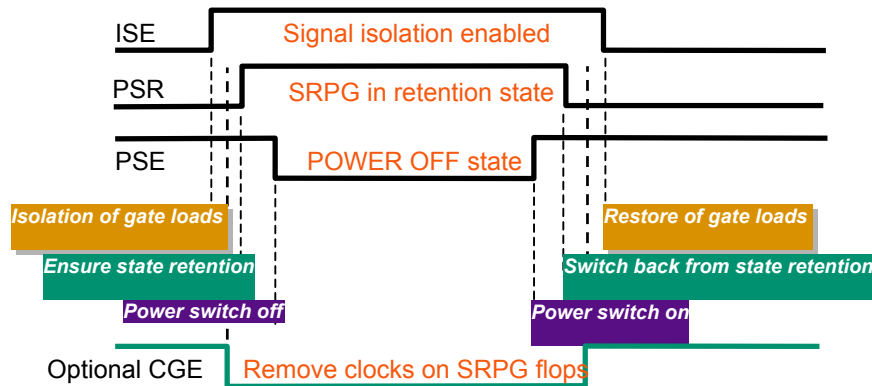 ISE Signal isolation enabled
PSR SRPG in retention state
PSE POWER OFF state
Isolation of gate loads Restore of gate loads
Ensure state retention Switch back from state retention
Power switch off Power switch on
Optional CGE Remove clocks on SRPG flops